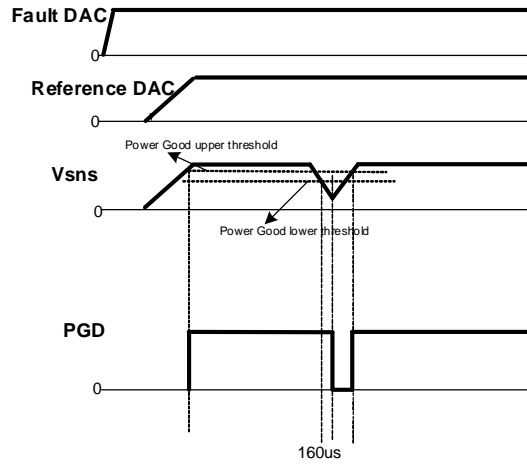 Fault DAC
0
Reference DAC
0
Power Good upper threshold
Vsns
0
Power Good lower threshold
PGD
0
160us